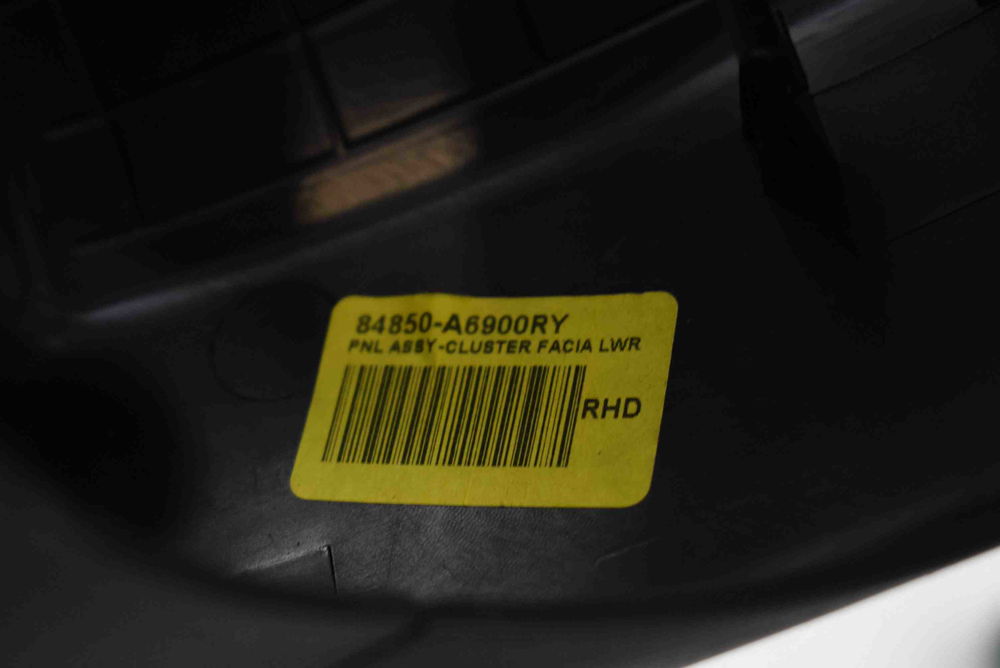 84850-A6900RY
PNL ASSY-CLUSTER FACIA LWR
RHD